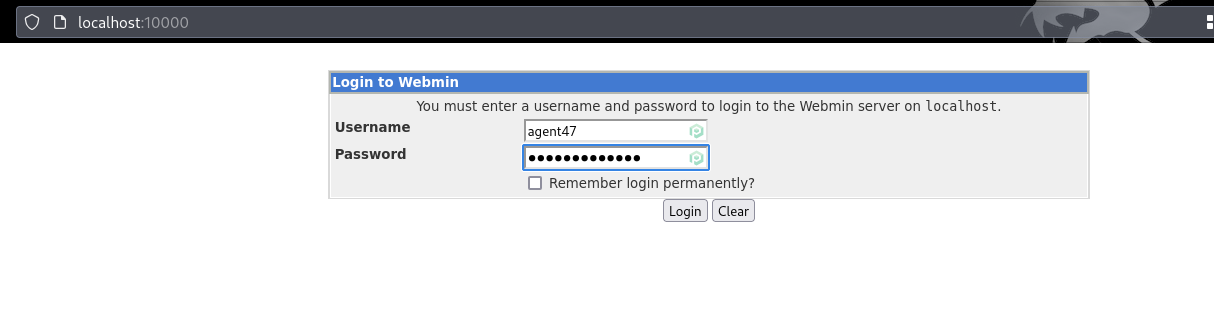 localhost:10000
Login to Webmin
You must enter a username and password to login to the Webmin server on localhost.
Username agent47
Password •••••••••••••
Remember login permanently?
Login Clear